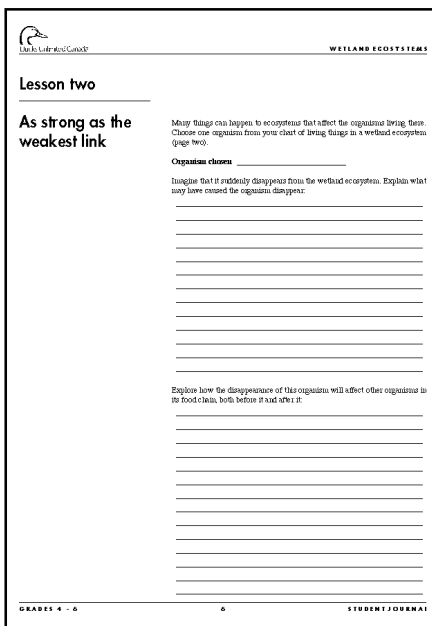 Ducks Unlimited Canada
WETLAND ECOSYSTEMS
Lesson two
As strong as the
weakest link
Many things can happen to ecosystems that affect the organisms living there.
Choose one organism from your chart of living things in a wetland ecosystem
(page two).
Organism chosen
Imagine that it suddenly disappears from the wetland ecosystem. Explain what
may have caused the organism disappear:
Explore how the disappearance of this organism will affect other organisms in
its food chain, both before it and after it:
GRADES 4 - 6
6
STUDENT JOURNAL